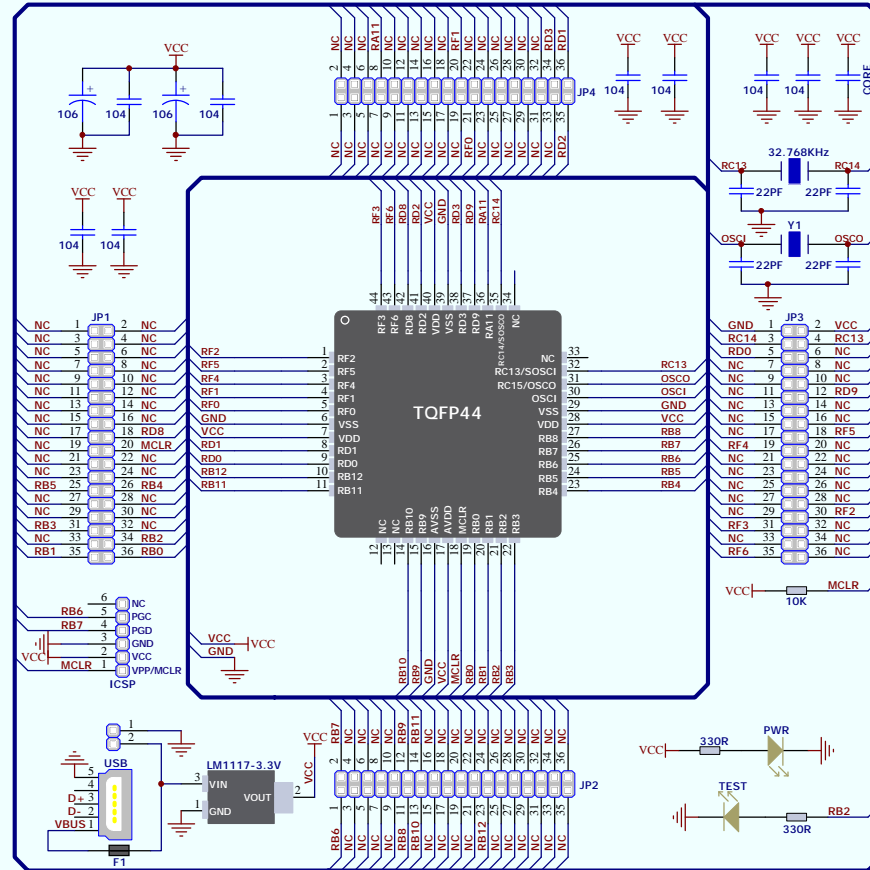 VCC
106 104 106 104
VCC VCC
104 104
NC NC NC RA11 NC NC NC NC NC RF1 NC NC NC NC NC NC RD3 RD1
2 4 6 8 10 12 14 16 18 20 22 24 26 28 30 32 34 36
JP4
1 3 5 7 9 11 13 15 17 19 21 23 25 27 29 31 33 35
NC NC NC NC NC NC NC NC NC NC RF0 NC NC NC NC NC NC RD2
VCC VCC
104 104
VCC VCC VCC
104 104 104
CORE
32.768KHz
RC13 RC14
22PF 22PF
Y1
OSCI OSCO
22PF 22PF
RF3 RF6 RD8 RD2 VCC GND RD3 RD9 RA11 RC14
44 43 42 41 40 39 38 37 36 35 34
RF3 RF6 RD8 RD2 VDD VSS RD3 RD9 RA11 RC14/SOSCO NC
TQFP44
RF2 1 RF2
RF5 2 RF5
RF4 3 RF4
RF1 4 RF1
RF0 5 RF0
GND 6 VSS
VCC 7 VDD
RD1 8 RD1
RD0 9 RD0
RB12 10 RB12
RB11 11 RB11
NC 33
RC13/SOSCI 32 RC13
RC15/OSCO 31 OSCO
OSCI 30 OSCI
VSS 29 GND
VDD 28 VCC
RB8 27 RB8
RB7 26 RB7
RB6 25 RB6
RB5 24 RB5
RB4 23 RB4
NC NC RB10 RB9 AVSS AVDD MCLR RB0 RB1 RB2 RB3
12 13 14 15 16 17 18 19 20 21 22
RB10 RB9 GND VCC MCLR RB0 RB1 RB2 RB3
JP1
NC 1 2 NC
NC 3 4 NC
NC 5 6 NC
NC 7 8 NC
NC 9 10 NC
NC 11 12 NC
NC 13 14 NC
NC 15 16 NC
NC 17 18 RD8
NC 19 20 MCLR
NC 21 22 NC
NC 23 24 NC
RB5 25 26 RB4
NC 27 28 NC
NC 29 30 NC
RB3 31 32 NC
NC 33 34 RB2
RB1 35 36 RB0
JP3
GND 1 2 VCC
RC14 3 4 RC13
RD0 5 6 NC
NC 7 8 NC
NC 9 10 NC
NC 11 12 RD9
NC 13 14 NC
NC 15 16 NC
NC 17 18 RF5
RF4 19 20 NC
NC 21 22 NC
NC 23 24 NC
NC 25 26 NC
NC 27 28 NC
NC 29 30 RF2
RF3 31 32 NC
NC 33 34 NC
RF6 35 36 NC
VCC 10K MCLR
6 NC
RB6 5 PGC
RB7 4 PGD
3 GND
VCC 2 VCC
MCLR 1 VPP/MCLR
ICSP
VCC VCC
GND
1
2
USB
5
4
D+ 3
D- 2
VBUS 1
F1
LM1117-3.3V
3 VIN
VOUT 2
1 GND
VCC
VCC
RB7 NC NC NC NC RB9 RB11 NC NC NC NC NC NC NC NC NC NC NC
2 4 6 8 10 12 14 16 18 20 22 24 26 28 30 32 34 36
JP2
1 3 5 7 9 11 13 15 17 19 21 23 25 27 29 31 33 35
RB6 NC NC NC NC RB8 RB10 NC NC NC NC RB12 NC NC NC NC NC NC
VCC 330R PWR
TEST
330R RB2